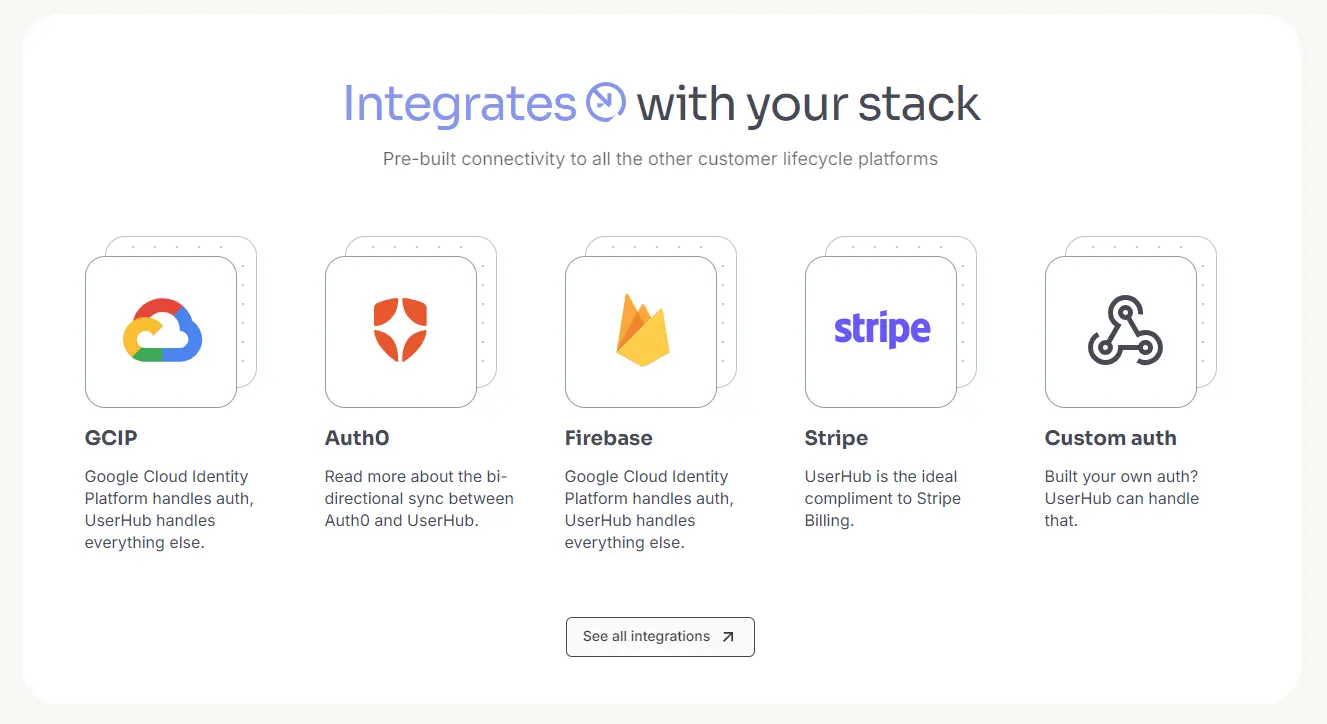 Integrates with your stack
Pre-built connectivity to all the other customer lifecycle platforms
stripe
GCIP
Google Cloud Identity
Platform handles auth,
UserHub handles
everything else.
Auth0
Read more about the bi-
directional sync between
Auth0 and UserHub.
Firebase
Google Cloud Identity
Platform handles auth,
UserHub handles
everything else.
Stripe
UserHub is the ideal
compliment to Stripe
Billing.
Custom auth
Built your own auth?
UserHub can handle
that.
See all integrations